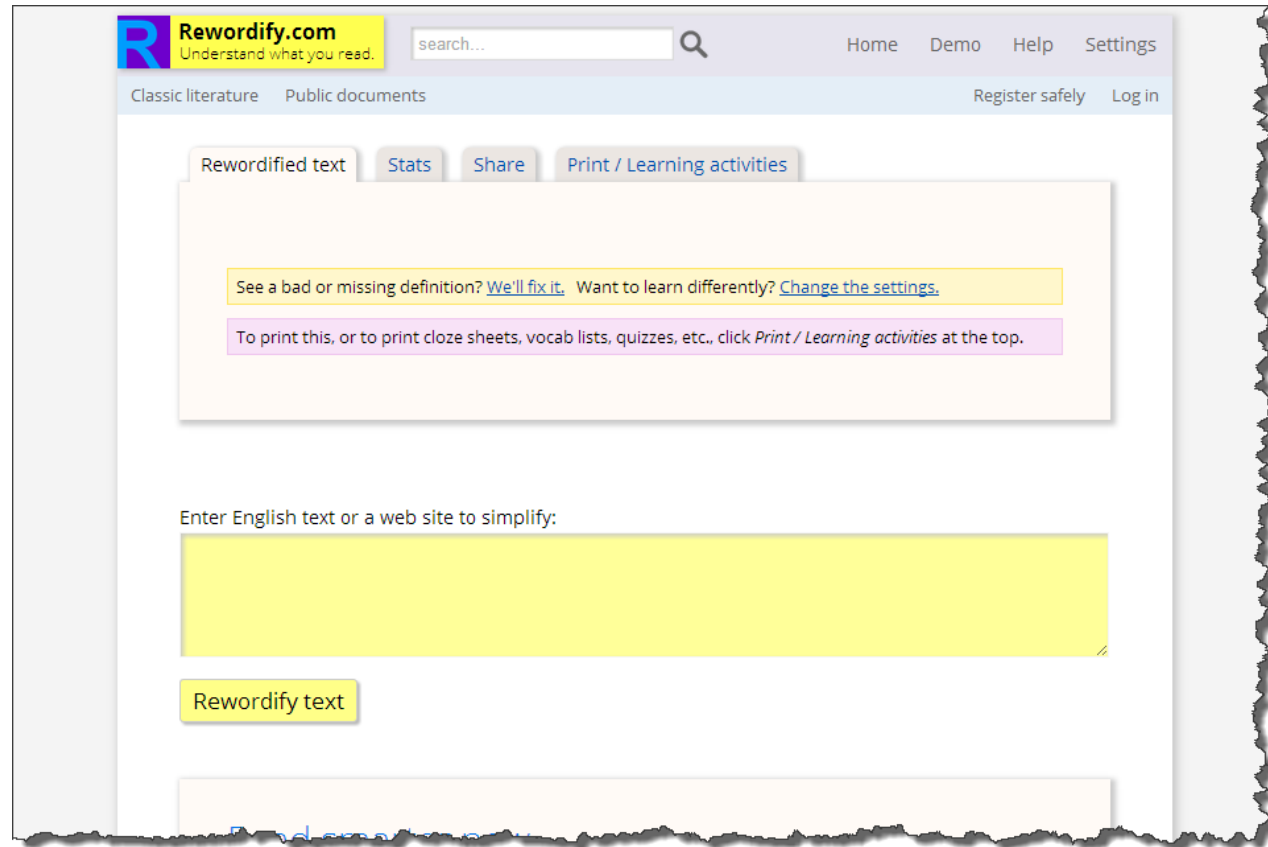 R Rewordify.com
Understand what you read.
search...
Home Demo Help Settings
Classic literature Public documents
Register safely Log in
Rewordified text Stats Share Print / Learning activities
See a bad or missing definition? We'll fix it. Want to learn differently? Change the settings.
To print this, or to print cloze sheets, vocab lists, quizzes, etc., click Print / Learning activities at the top.
Enter English text or a web site to simplify:
Rewordify text